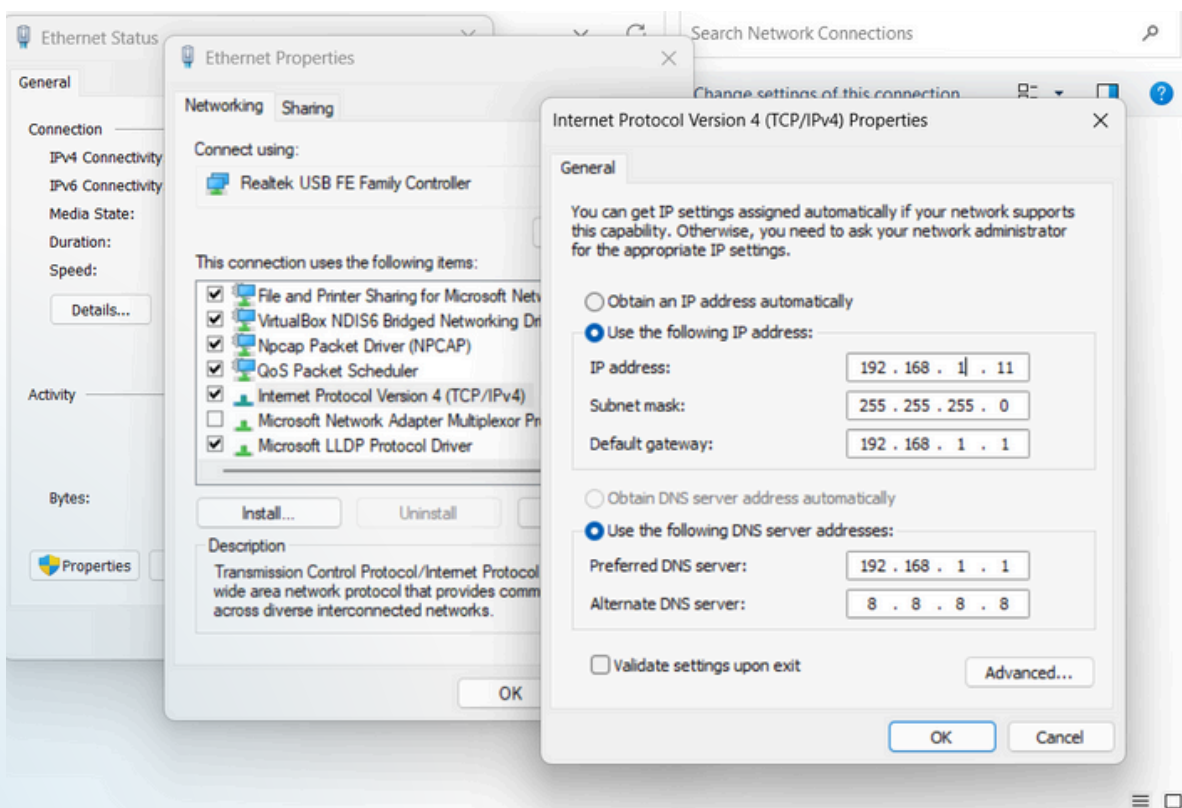 Ethernet Status
General
Connection
IPv4 Connectivity
IPv6 Connectivity
Media State:
Duration:
Speed:
Details...
Activity
Bytes:
Properties
Ethernet Properties
Networking
Sharing
Connect using:
Realtek USB FE Family Controller
This connection uses the following items:
File and Printer Sharing for Microsoft Netw
VirtualBox NDIS6 Bridged Networking Dri
Npcap Packet Driver (NPCAP)
QoS Packet Scheduler
Internet Protocol Version 4 (TCP/IPv4)
Microsoft Network Adapter Multiplexor Pr
Microsoft LLDP Protocol Driver
Install...
Uninstall
Description
Transmission Control Protocol/Internet Protocol
wide area network protocol that provides comm
across diverse interconnected networks.
OK
Search Network Connections
Change settings of this connection
Internet Protocol Version 4 (TCP/IPv4) Properties
General
You can get IP settings assigned automatically if your network supports
this capability. Otherwise, you need to ask your network administrator
for the appropriate IP settings.
Obtain an IP address automatically
Use the following IP address:
IP address: 192 . 168 . 1 . 11
Subnet mask: 255 . 255 . 255 . 0
Default gateway: 192 . 168 . 1 . 1
Obtain DNS server address automatically
Use the following DNS server addresses:
Preferred DNS server: 192 . 168 . 1 . 1
Alternate DNS server: 8 . 8 . 8 . 8
Validate settings upon exit
Advanced...
OK
Cancel